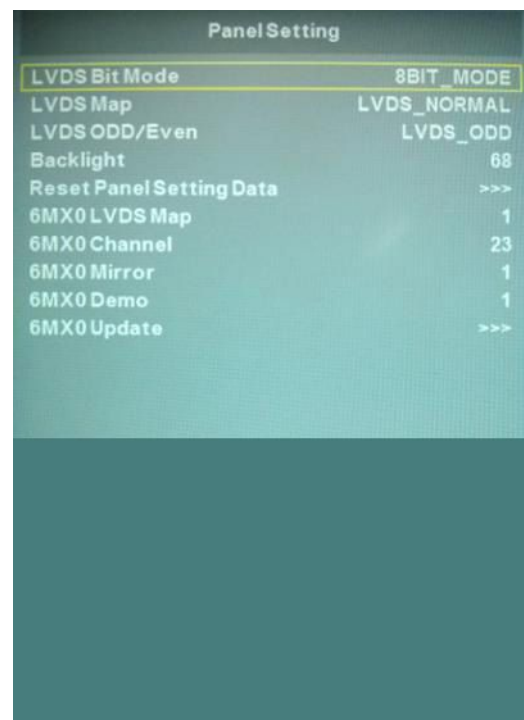 Panel Setting
LVDS Bit Mode 8BIT_MODE
LVDS Map LVDS_NORMAL
LVDS ODD/Even LVDS_ODD
Backlight 68
Reset Panel Setting Data >>>
6MX0 LVDS Map 1
6MX0 Channel 23
6MX0 Mirror 1
6MX0 Demo 1
6MX0 Update >>>